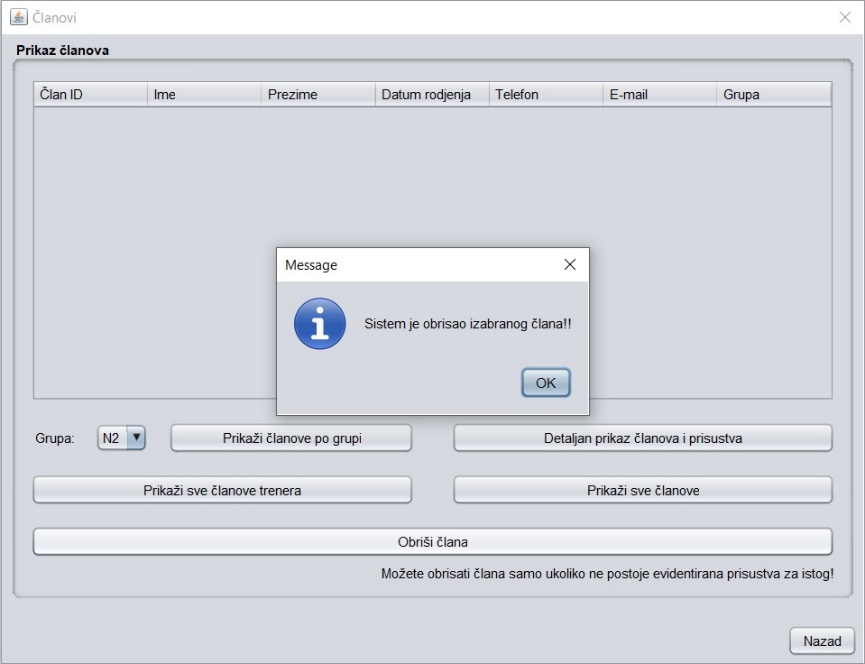 Članovi
Prikaz članova
Član ID Ime Prezime Datum rodjenja Telefon E-mail Grupa
Message
Sistem je obrisao izabranog člana!!
OK
Grupa: N2 Prikaži članove po grupi Detaljan prikaz članova i prisustva
Prikaži sve članove trenera Prikaži sve članove
Obriši člana
Možete obrisati člana samo ukoliko ne postoje evidentirana prisustva za istog!
Nazad